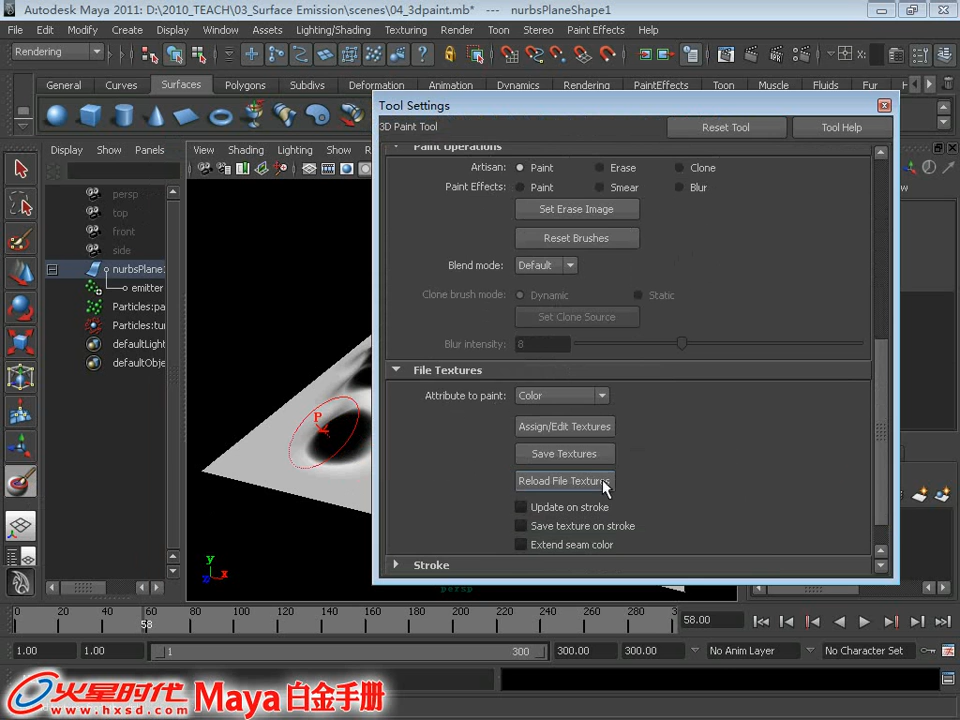 Autodesk Maya 2011: D:\2010_TEACH\03_Surface Emission\scenes\04_3dpaint.mb* --- nurbsPlaneShape1
File Edit Modify Create Display Window Assets Lighting/Shading Texturing Render Toon Stereo Paint Effects Help
Rendering
General Curves Surfaces Polygons Subdivs Deformation Animation Dynamics Rendering PaintEffects Toon Muscle Fluids Fur
Tool Settings
3D Paint Tool Reset Tool Tool Help
Display Show Panels
View Shading Lighting Show
persp
top
front
side
nurbsPlane
emitter
Particles:pa
Particles:tur
defaultLight
defaultObje
Paint Operations
Artisan: Paint Erase Clone
Paint Effects: Paint Smear Blur
Set Erase Image
Reset Brushes
Blend mode: Default
Clone brush mode: Dynamic Static
Set Clone Source
Blur intensity: 8
File Textures
Attribute to paint: Color
Assign/Edit Textures
Save Textures
Reload File Textures
Update on stroke
Save texture on stroke
Extend seam color
Stroke
P
y
z x
persp
0 20 40 60 80 100 120 140 160 180 200 220 240 260 280 3
58
58.00
1.00 1.00 1 300 300.00 300.00 No Anim Layer No Character Set
火星时代
www.hxsd.com
Maya 白金手册